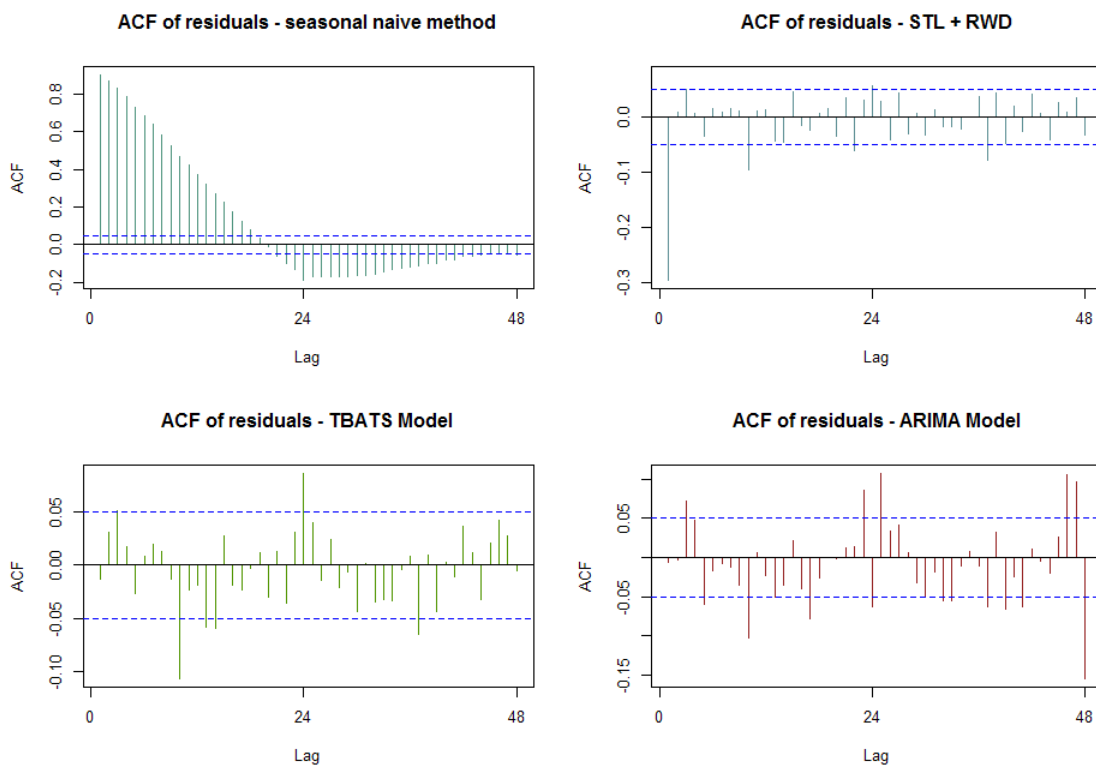 ACF of residuals - seasonal naive method
ACF
0.8
0.6
0.4
0.2
0.0
-0.2
0
24
48
Lag
ACF of residuals - STL + RWD
ACF
0.0
-0.1
-0.2
-0.3
0
24
48
Lag
ACF of residuals - TBATS Model
ACF
0.05
0.00
-0.05
-0.10
0
24
48
Lag
ACF of residuals - ARIMA Model
ACF
0.05
-0.05
-0.15
0
24
48
Lag